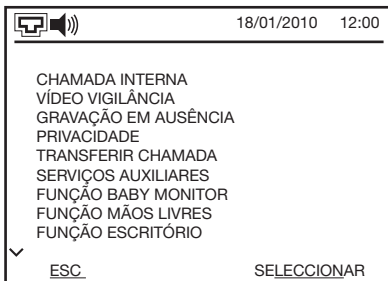 18/01/2010 12:00
CHAMADA INTERNA
VÍDEO VIGILÂNCIA
GRAVAÇÃO EM AUSÊNCIA
PRIVACIDADE
TRANSFERIR CHAMADA
SERVIÇOS AUXILIARES
FUNÇÃO BABY MONITOR
FUNÇÃO MÃOS LIVRES
FUNÇÃO ESCRITÓRIO
ESC SELECCIONAR